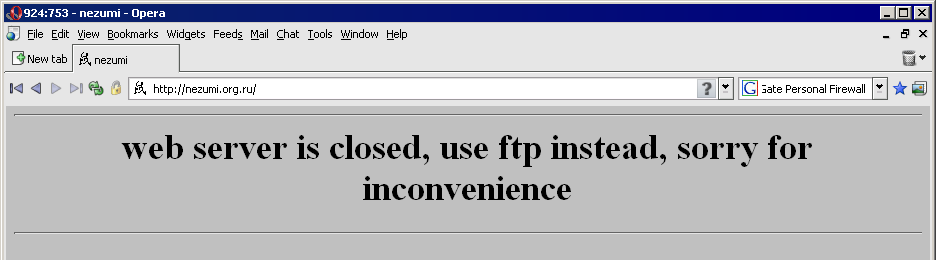 924:753 - nezumi - Opera
File Edit View Bookmarks Widgets Feeds Mail Chat Tools Window Help
New tab nezumi
http://nezumi.org.ru/ ? G Gate Personal Firewall
web server is closed, use ftp instead, sorry for
inconvenience